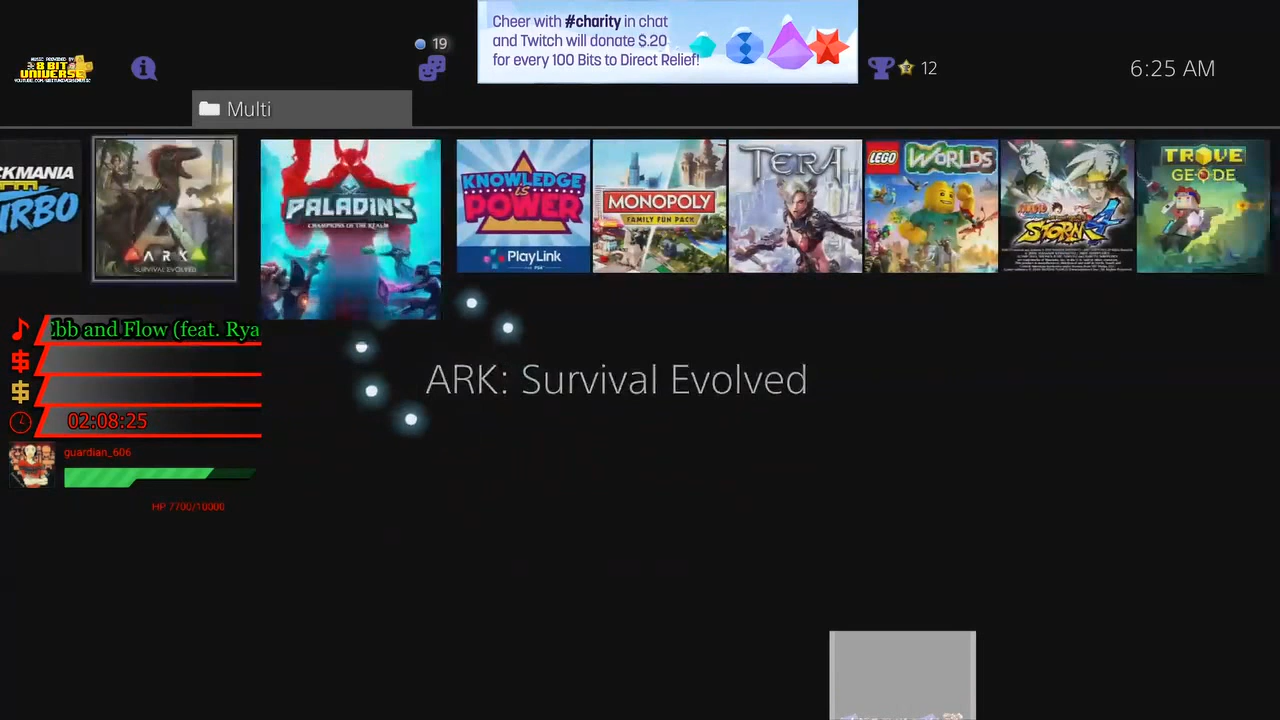 Cheer with #charity in chat
and Twitch will donate $.20
for every 100 Bits to Direct Relief!
MUSIC PROVIDED BY
8 BIT
UNIVERSE
19
12
6:25 AM
Multi
CKMANIA
TURBO
ARK
SURVIVAL EVOLVED
PALADINS
CHAMPIONS OF THE REALM
KNOWLEDGE
IS
POWER
PlayLink
MONOPOLY
FAMILY FUN PACK
TERA
LEGO WORLDS
NARUTO
STORM 4
TROVE
GEODE
Ebb and Flow (feat. Rya
ARK: Survival Evolved
02:08:25
guardian_606
HP 7700/10000